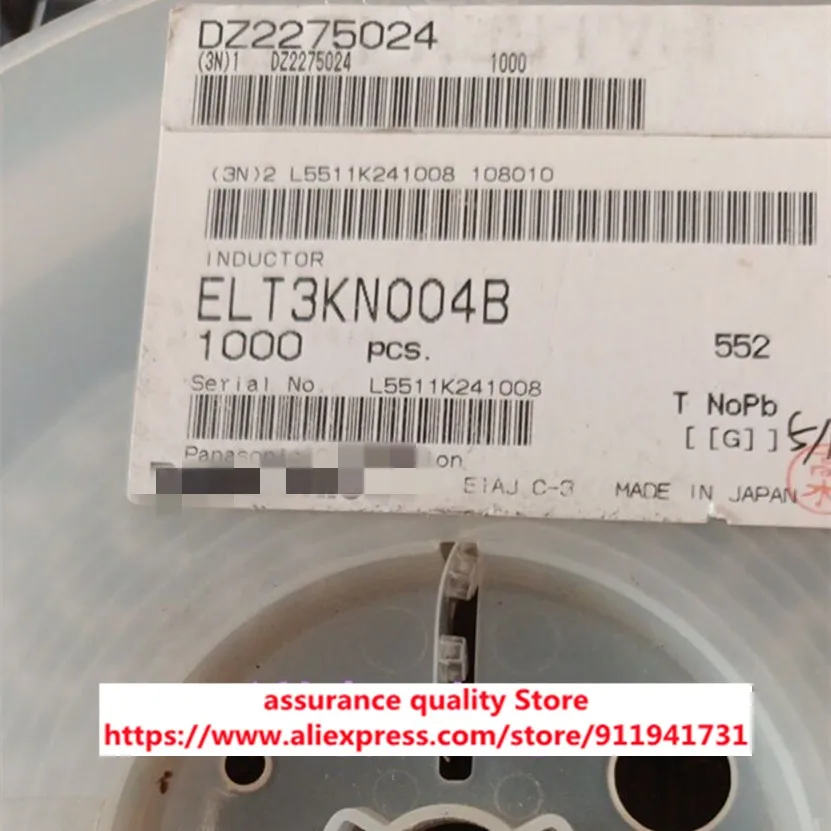 DZ2275024
(3N)1 DZ2275024 1000
(3N)2 L5511K241008 108010
INDUCTOR
ELT3KN004B
1000 pcs. 552
Serial No. L5511K241008
T NoPb
[ [G] ]
Panasonic
EIAJ C-3 MADE IN JAPAN
assurance quality Store
https://www.aliexpress.com/store/911941731